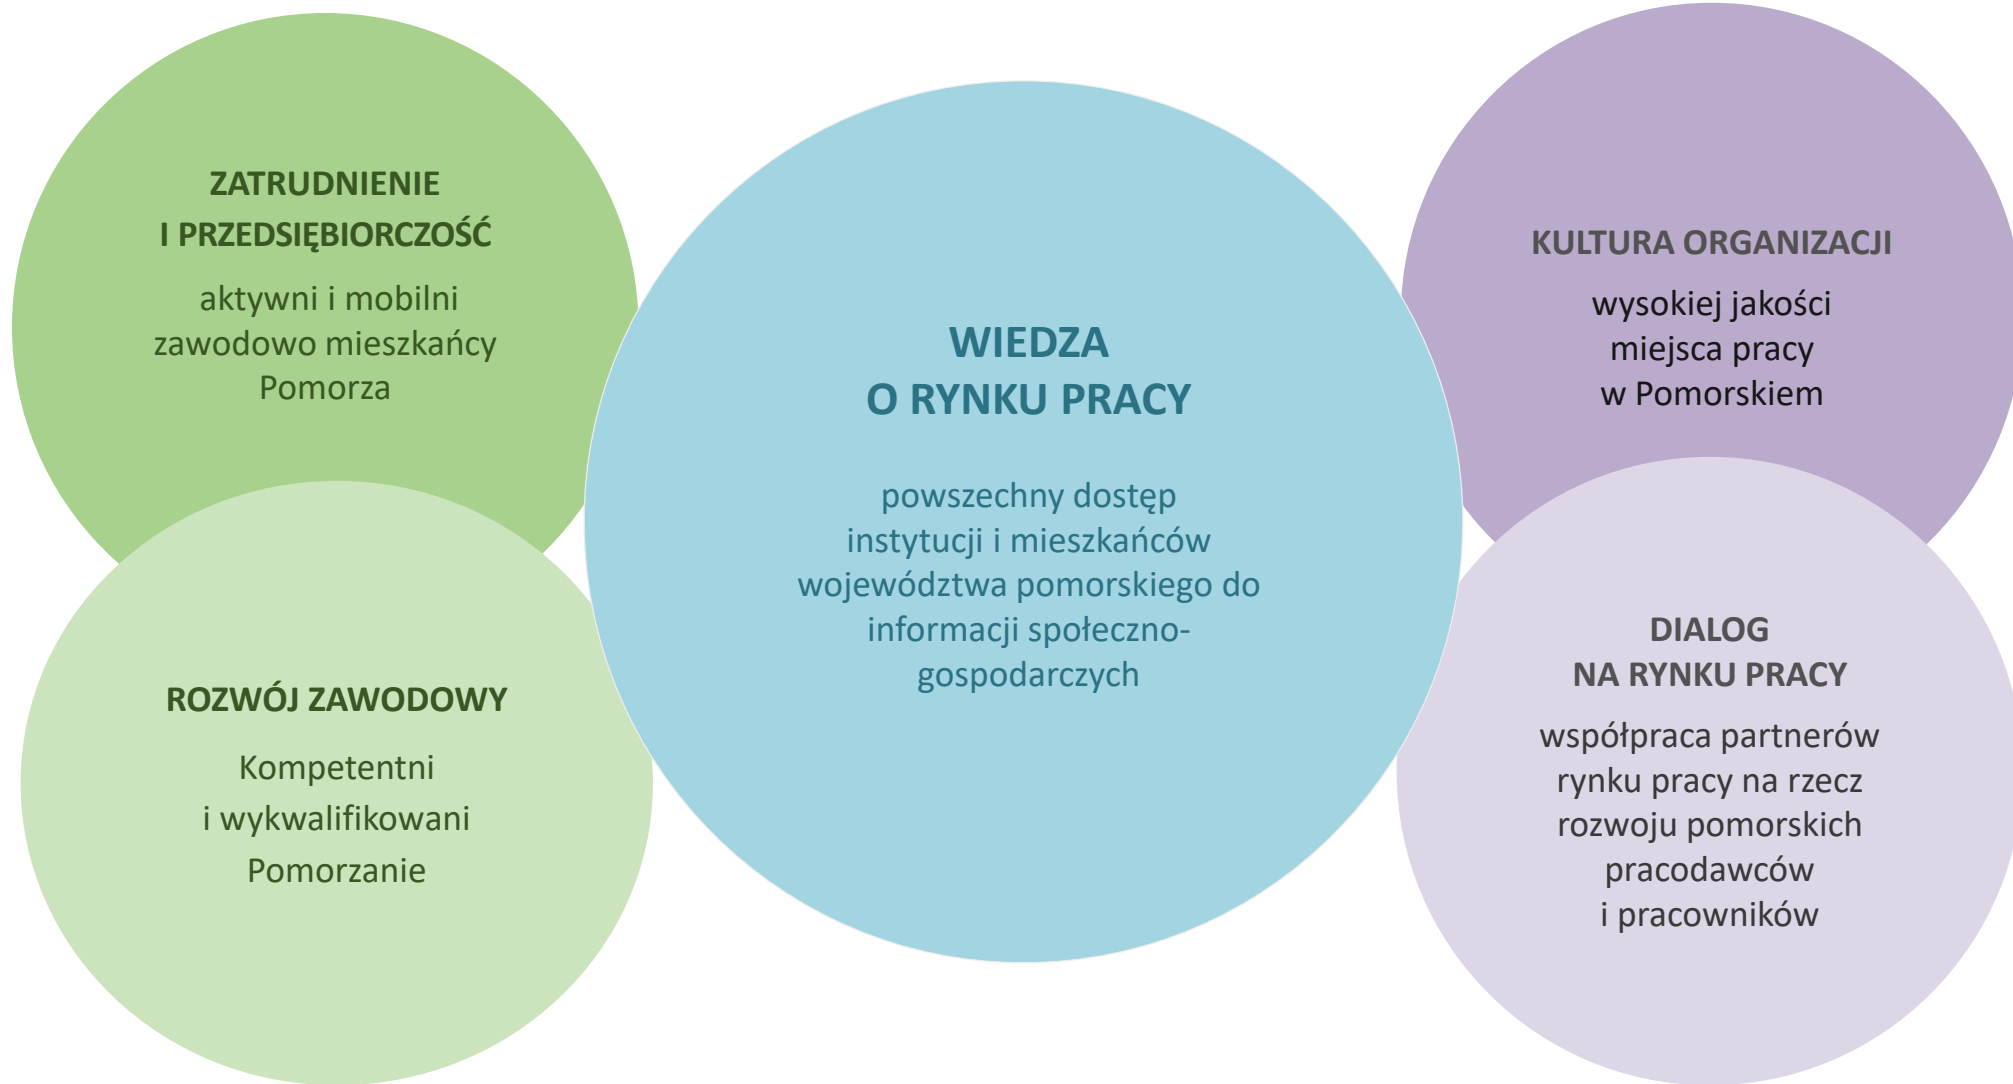 ZATRUDNIENIE
I PRZEDSIĘBIORCZOŚĆ
aktywni i mobilni
zawodowo mieszkańcy
Pomorza
ROZWÓJ ZAWODOWY
Kompetentni
i wykwalifikowani
Pomorzanie
WIEDZA
O RYNKU PRACY
powszechny dostęp
instytucji i mieszkańców
województwa pomorskiego do
informacji społeczno-
gospodarczych
KULTURA ORGANIZACJI
wysokiej jakości
miejsca pracy
w Pomorskiem
DIALOG
NA RYNKU PRACY
współpraca partnerów
rynku pracy na rzecz
rozwoju pomorskich
pracodawców
i pracowników